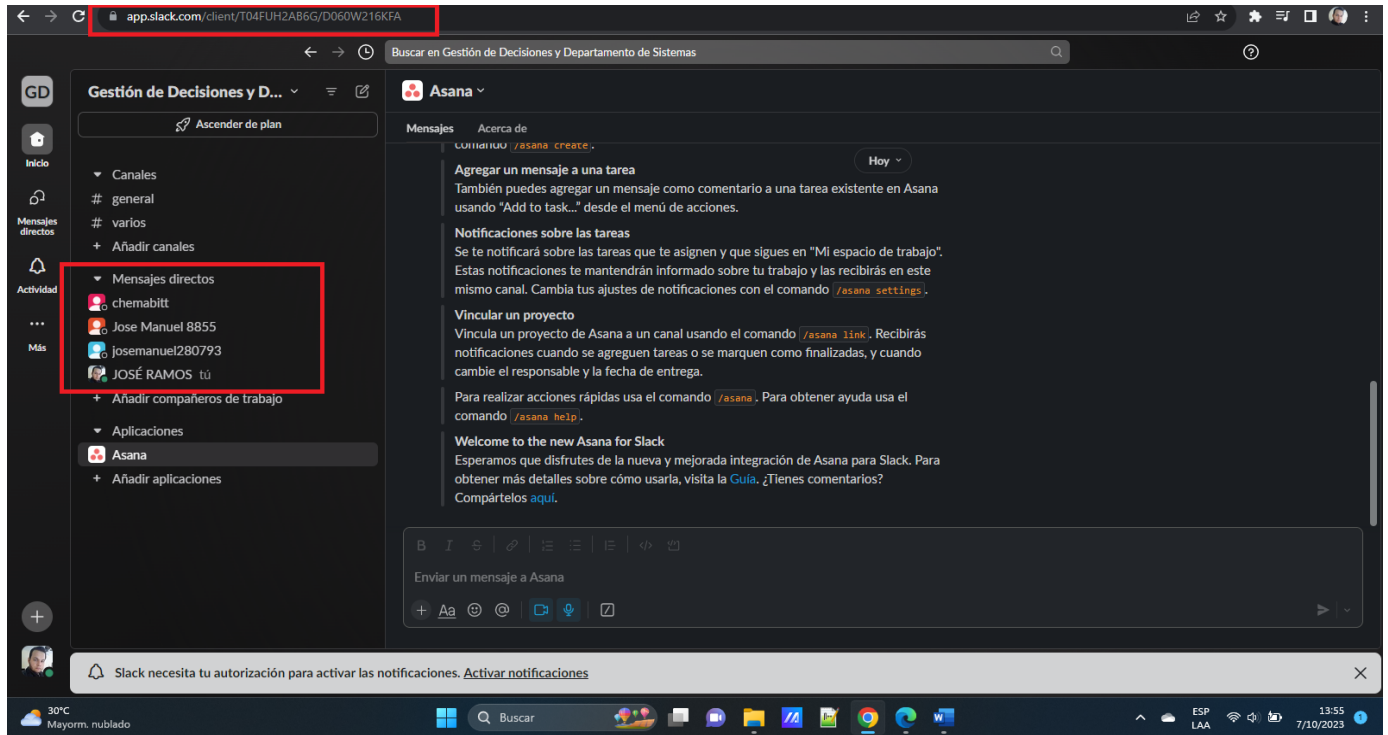 app.slack.com/client/T04FUH2AB6G/D060W216KFA
Buscar en Gestión de Decisiones y Departamento de Sistemas
GD
Gestión de Decisiones y D...
Ascender de plan
Inicio
Mensajes directos
Actividad
Más
Canales
# general
# varios
+ Añadir canales
Mensajes directos
chemabitt
Jose Manuel 8855
josemanuel280793
JOSÉ RAMOS tú
+ Añadir compañeros de trabajo
Aplicaciones
Asana
+ Añadir aplicaciones
Asana
Mensajes Acerca de
Hoy
comando /asana create.
Agregar un mensaje a una tarea
También puedes agregar un mensaje como comentario a una tarea existente en Asana
usando “Add to task...” desde el menú de acciones.
Notificaciones sobre las tareas
Se te notificará sobre las tareas que te asignen y que sigues en "Mi espacio de trabajo".
Estas notificaciones te mantendrán informado sobre tu trabajo y las recibirás en este
mismo canal. Cambia tus ajustes de notificaciones con el comando /asana settings.
Vincular un proyecto
Vincula un proyecto de Asana a un canal usando el comando /asana link. Recibirás
notificaciones cuando se agreguen tareas o se marquen como finalizadas, y cuando
cambie el responsable y la fecha de entrega.
Para realizar acciones rápidas usa el comando /asana. Para obtener ayuda usa el
comando /asana help.
Welcome to the new Asana for Slack
Esperamos que disfrutes de la nueva y mejorada integración de Asana para Slack. Para
obtener más detalles sobre cómo usarla, visita la Guía. ¿Tienes comentarios?
Compártelos aquí.
B I S
Enviar un mensaje a Asana
+ Aa @
Slack necesita tu autorización para activar las notificaciones. Activar notificaciones
30°C
Mayorm. nublado
Buscar
ESP
LAA
13:55
7/10/2023
1